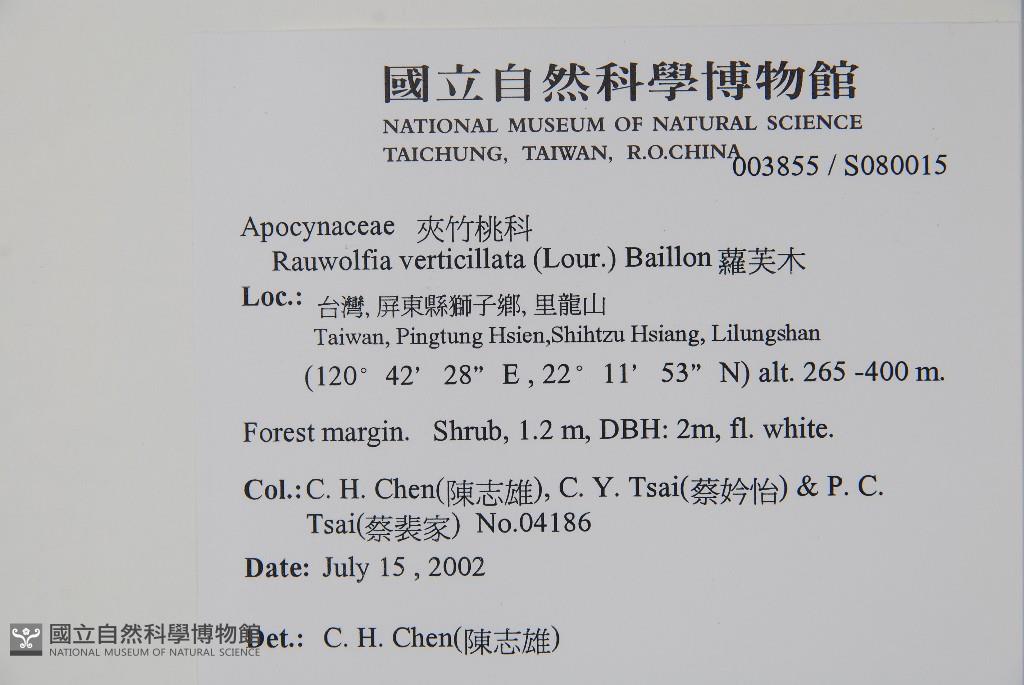 國立自然科學博物館
NATIONAL MUSEUM OF NATURAL SCIENCE
TAICHUNG, TAIWAN, R.O.CHINA
003855 / S080015
Apocynaceae 夾竹桃科
Rauwolfia verticillata (Lour.) Baillon 蘿芙木
Loc.: 台灣, 屏東縣獅子鄉, 里龍山
Taiwan, Pingtung Hsien,Shihtzu Hsiang, Lilungshan
(120° 42’ 28” E , 22° 11’ 53” N) alt. 265 -400 m.
Forest margin. Shrub, 1.2 m, DBH: 2m, fl. white.
Col.: C. H. Chen(陳志雄), C. Y. Tsai(蔡妗怡) & P. C.
Tsai(蔡裴家) No.04186
Date: July 15 , 2002
Det.: C. H. Chen(陳志雄)
國立自然科學博物館
NATIONAL MUSEUM OF NATURAL SCIENCE